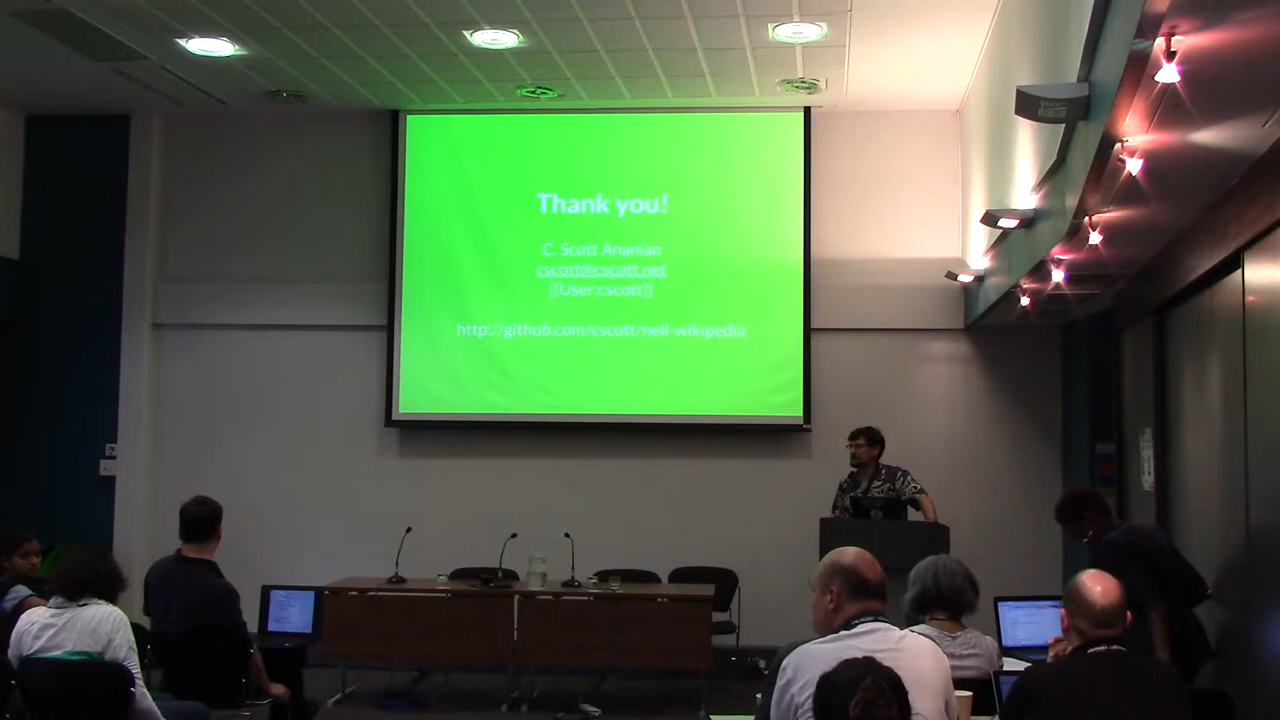 Thank you!
C. Scott Ananian
cscott@cscott.net
[[User:cscott]]
http://github.com/cscott/nell-wikipedia